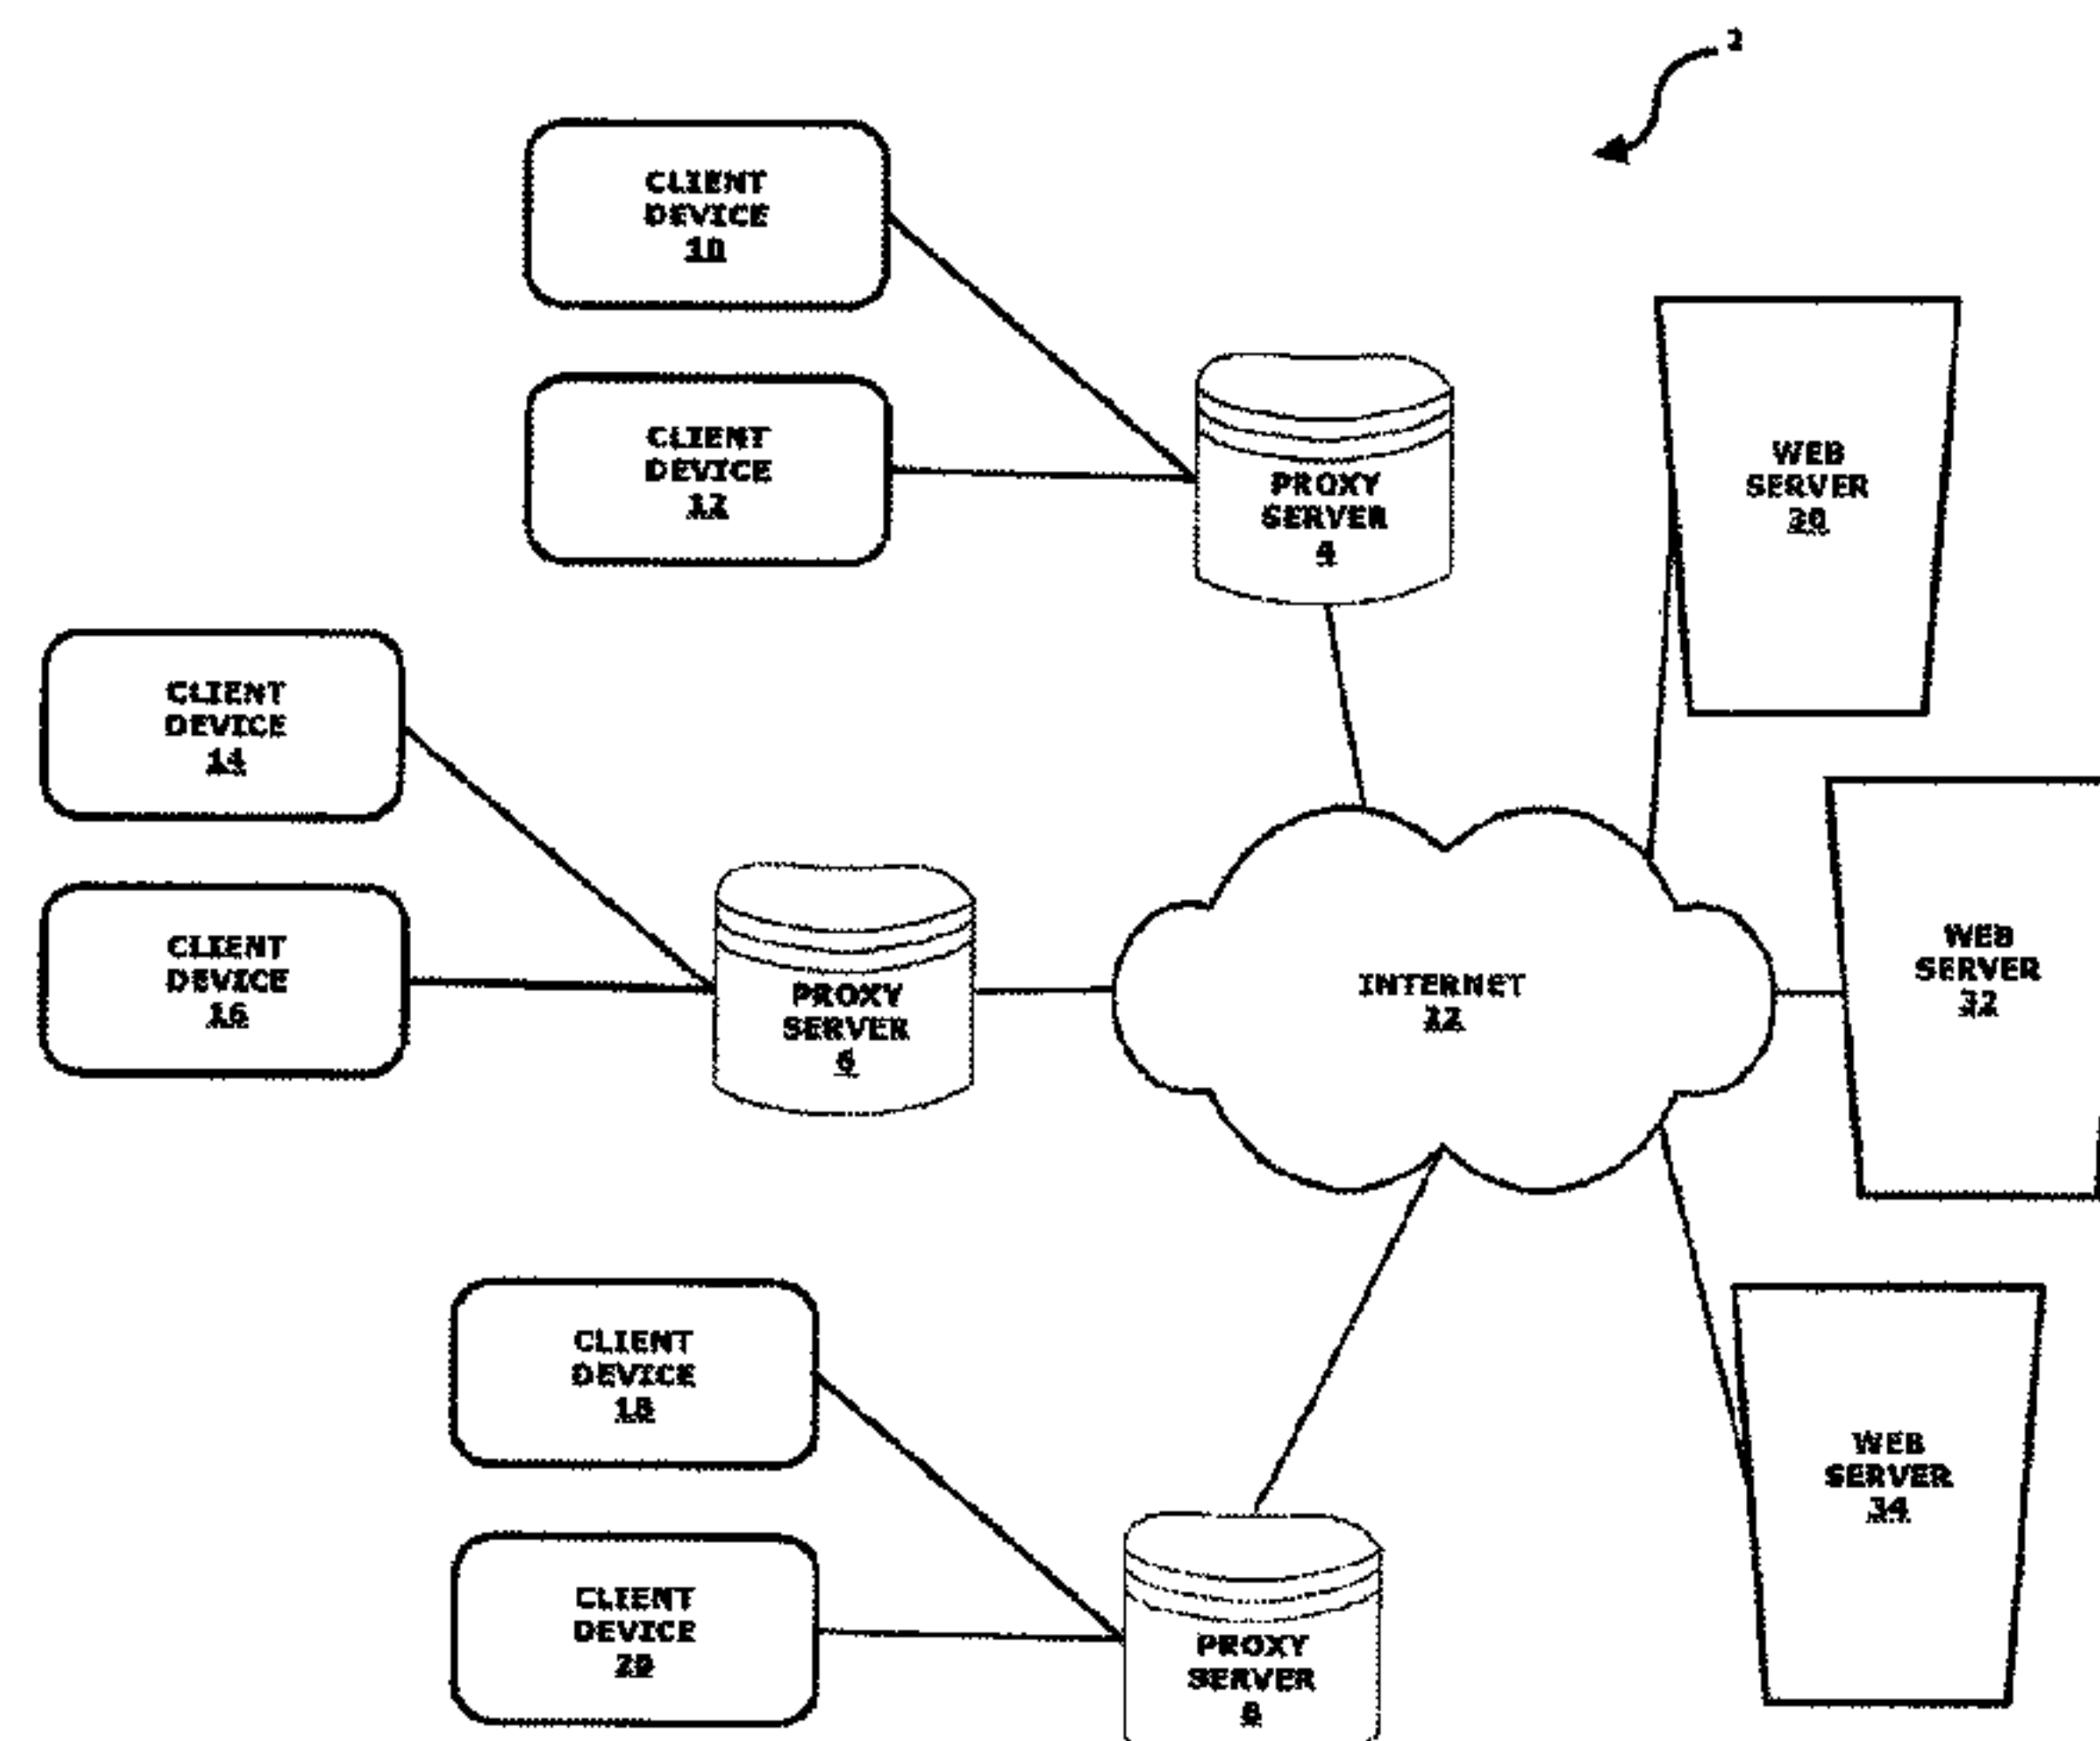 2
CLIENT
DEVICE
10
CLIENT
DEVICE
12
PROXY
SERVER
4
WEB
SERVER
30
CLIENT
DEVICE
14
CLIENT
DEVICE
16
PROXY
SERVER
6
INTERNET
22
WEB
SERVER
32
CLIENT
DEVICE
18
CLIENT
DEVICE
20
PROXY
SERVER
8
WEB
SERVER
34